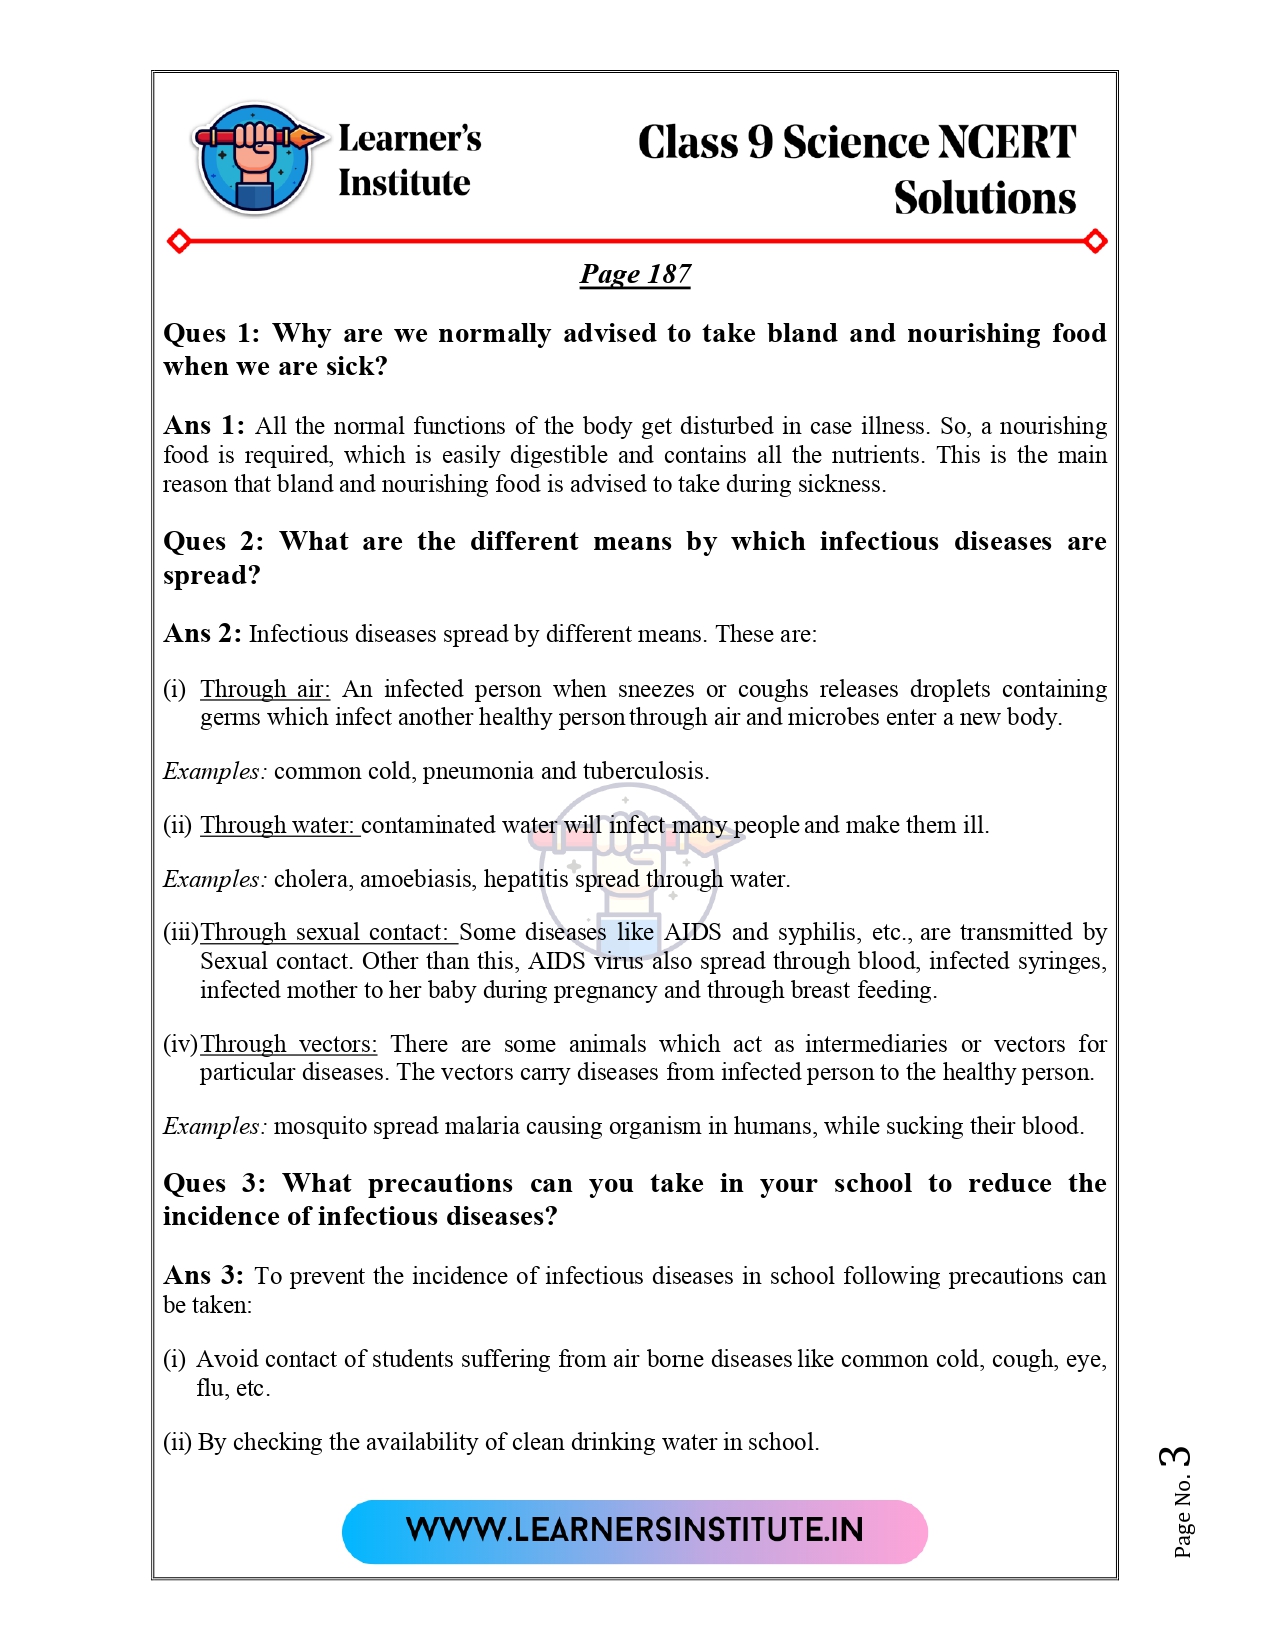 Learner's
Institute
Class 9 Science NCERT
Solutions
Page 187
Ques 1: Why are we normally advised to take bland and nourishing food
when we are sick?
Ans 1: All the normal functions of the body get disturbed in case illness. So, a nourishing
food is required, which is easily digestible and contains all the nutrients. This is the main
reason that bland and nourishing food is advised to take during sickness.
Ques 2: What are the different means by which infectious diseases are
spread?
Ans 2: Infectious diseases spread by different means. These are:
(i) Through air: An infected person when sneezes or coughs releases droplets containing
germs which infect another healthy person through air and microbes enter a new body.
Examples: common cold, pneumonia and tuberculosis.
(ii) Through water: contaminated water will infect many people and make them ill.
Examples: cholera, amoebiasis, hepatitis spread through water.
(iii) Through sexual contact: Some diseases like AIDS and syphilis, etc., are transmitted by
Sexual contact. Other than this, AIDS virus also spread through blood, infected syringes,
infected mother to her baby during pregnancy and through breast feeding.
(iv) Through vectors: There are some animals which act as intermediaries or vectors for
particular diseases. The vectors carry diseases from infected person to the healthy person.
Examples: mosquito spread malaria causing organism in humans, while sucking their blood.
Ques 3: What precautions can you take in your school to reduce the
incidence of infectious diseases?
Ans 3: To prevent the incidence of infectious diseases in school following precautions can
be taken:
(i) Avoid contact of students suffering from air borne diseases like common cold, cough, eye,
flu, etc.
(ii) By checking the availability of clean drinking water in school.
WWW.LEARNERSINSTITUTE.IN
Page No. 3